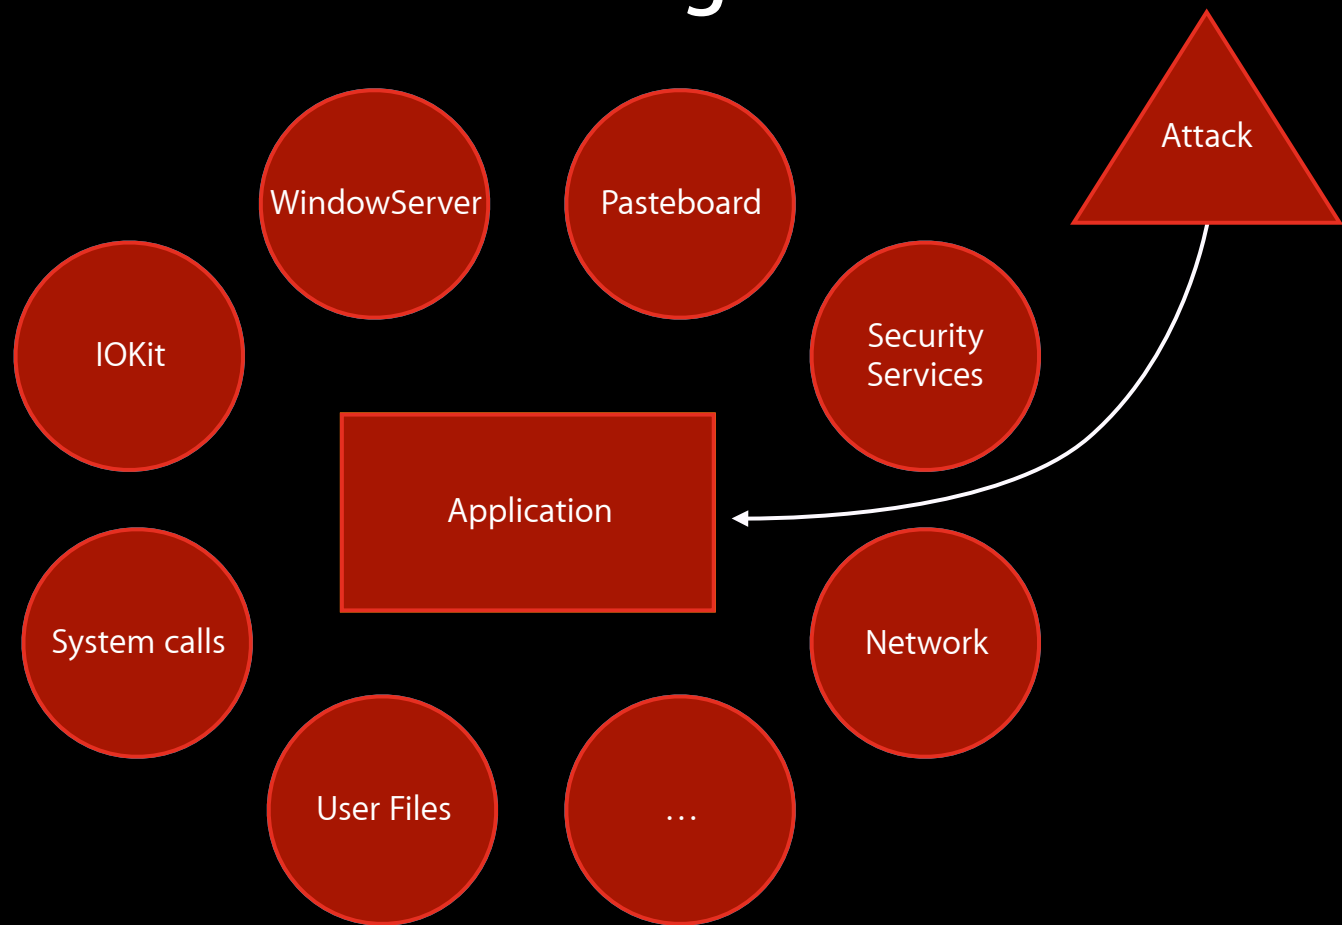 Attack
WindowServer
Pasteboard
IOKit
Security
Services
Application
System calls
Network
User Files
…